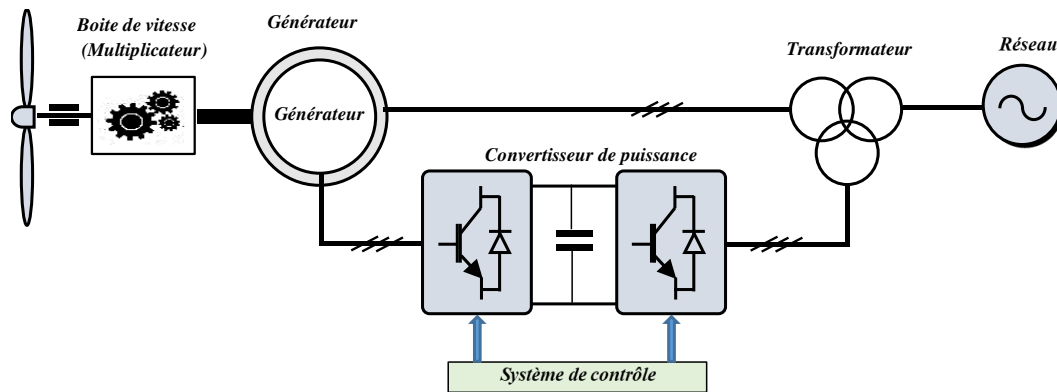 Boite de vitesse
(Multiplicateur)
Générateur
Générateur
Transformateur
Réseau
Convertisseur de puissance
Système de contrôle